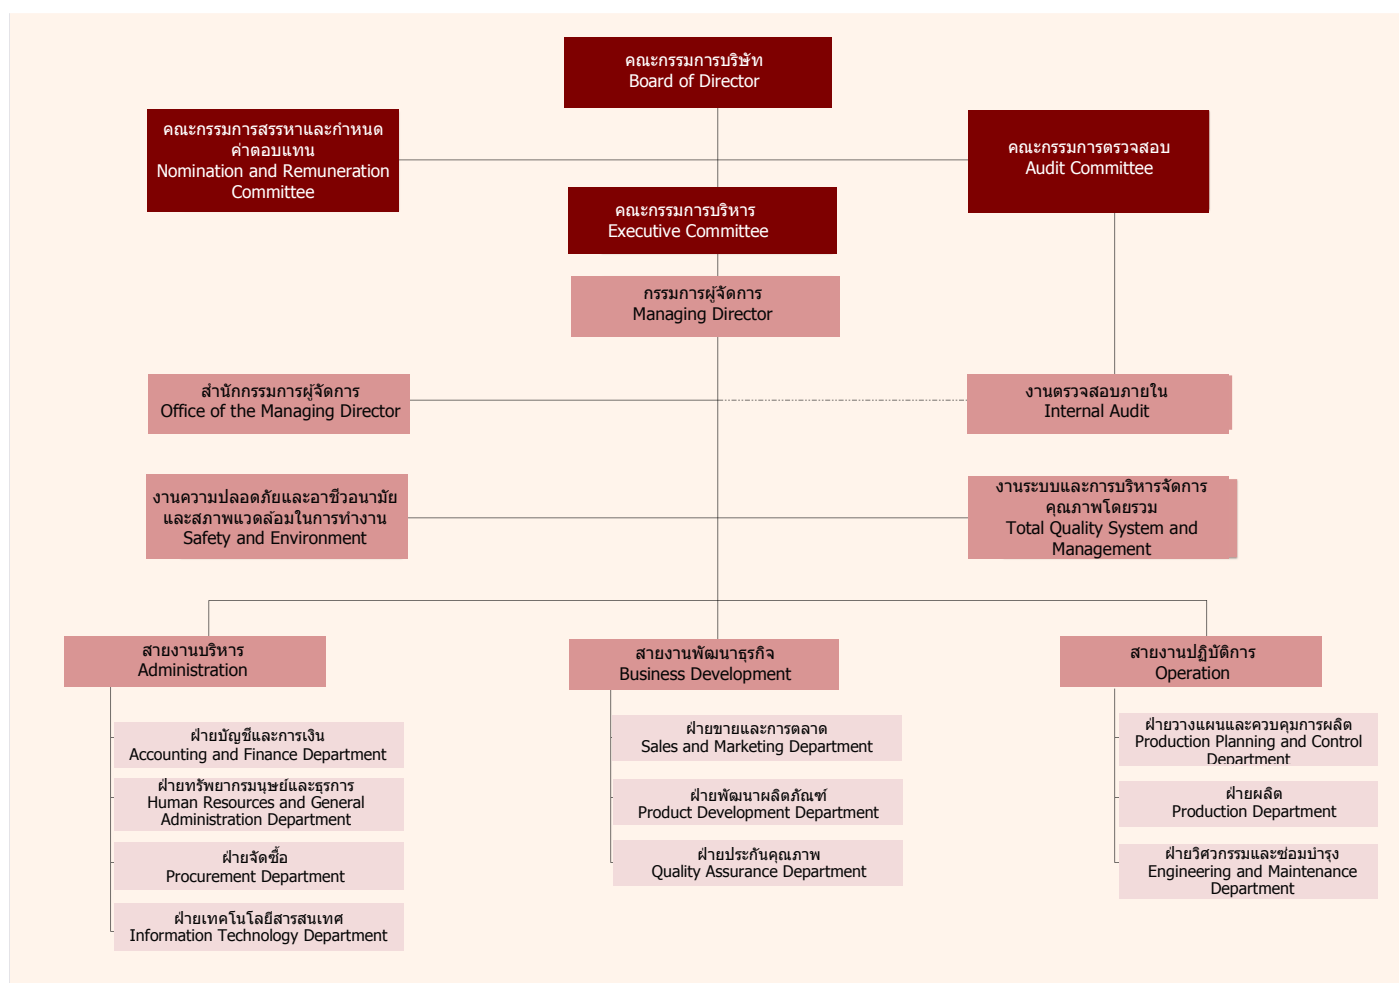 คณะกรรมการบริษัท
Board of Director
คณะกรรมการสรรหาและกำหนด
ค่าตอบแทน
Nomination and Remuneration
Committee
คณะกรรมการตรวจสอบ
Audit Committee
คณะกรรมการบริหาร
Executive Committee
กรรมการผู้จัดการ
Managing Director
สำนักกรรมการผู้จัดการ
Office of the Managing Director
งานตรวจสอบภายใน
Internal Audit
งานความปลอดภัยและอาชีวอนามัย
และสภาพแวดล้อมในการทำงาน
Safety and Environment
งานระบบและการบริหารจัดการ
คุณภาพโดยรวม
Total Quality System and
Management
สายงานบริหาร
Administration
ฝ่ายบัญชีและการเงิน
Accounting and Finance Department
ฝ่ายทรัพยากรมนุษย์และธุรการ
Human Resources and General
Administration Department
ฝ่ายจัดซื้อ
Procurement Department
ฝ่ายเทคโนโลยีสารสนเทศ
Information Technology Department
สายงานพัฒนาธุรกิจ
Business Development
ฝ่ายขายและการตลาด
Sales and Marketing Department
ฝ่ายพัฒนาผลิตภัณฑ์
Product Development Department
ฝ่ายประกันคุณภาพ
Quality Assurance Department
สายงานปฏิบัติการ
Operation
ฝ่ายวางแผนและควบคุมการผลิต
Production Planning and Control
Department
ฝ่ายผลิต
Production Department
ฝ่ายวิศวกรรมและซ่อมบำรุง
Engineering and Maintenance
Department